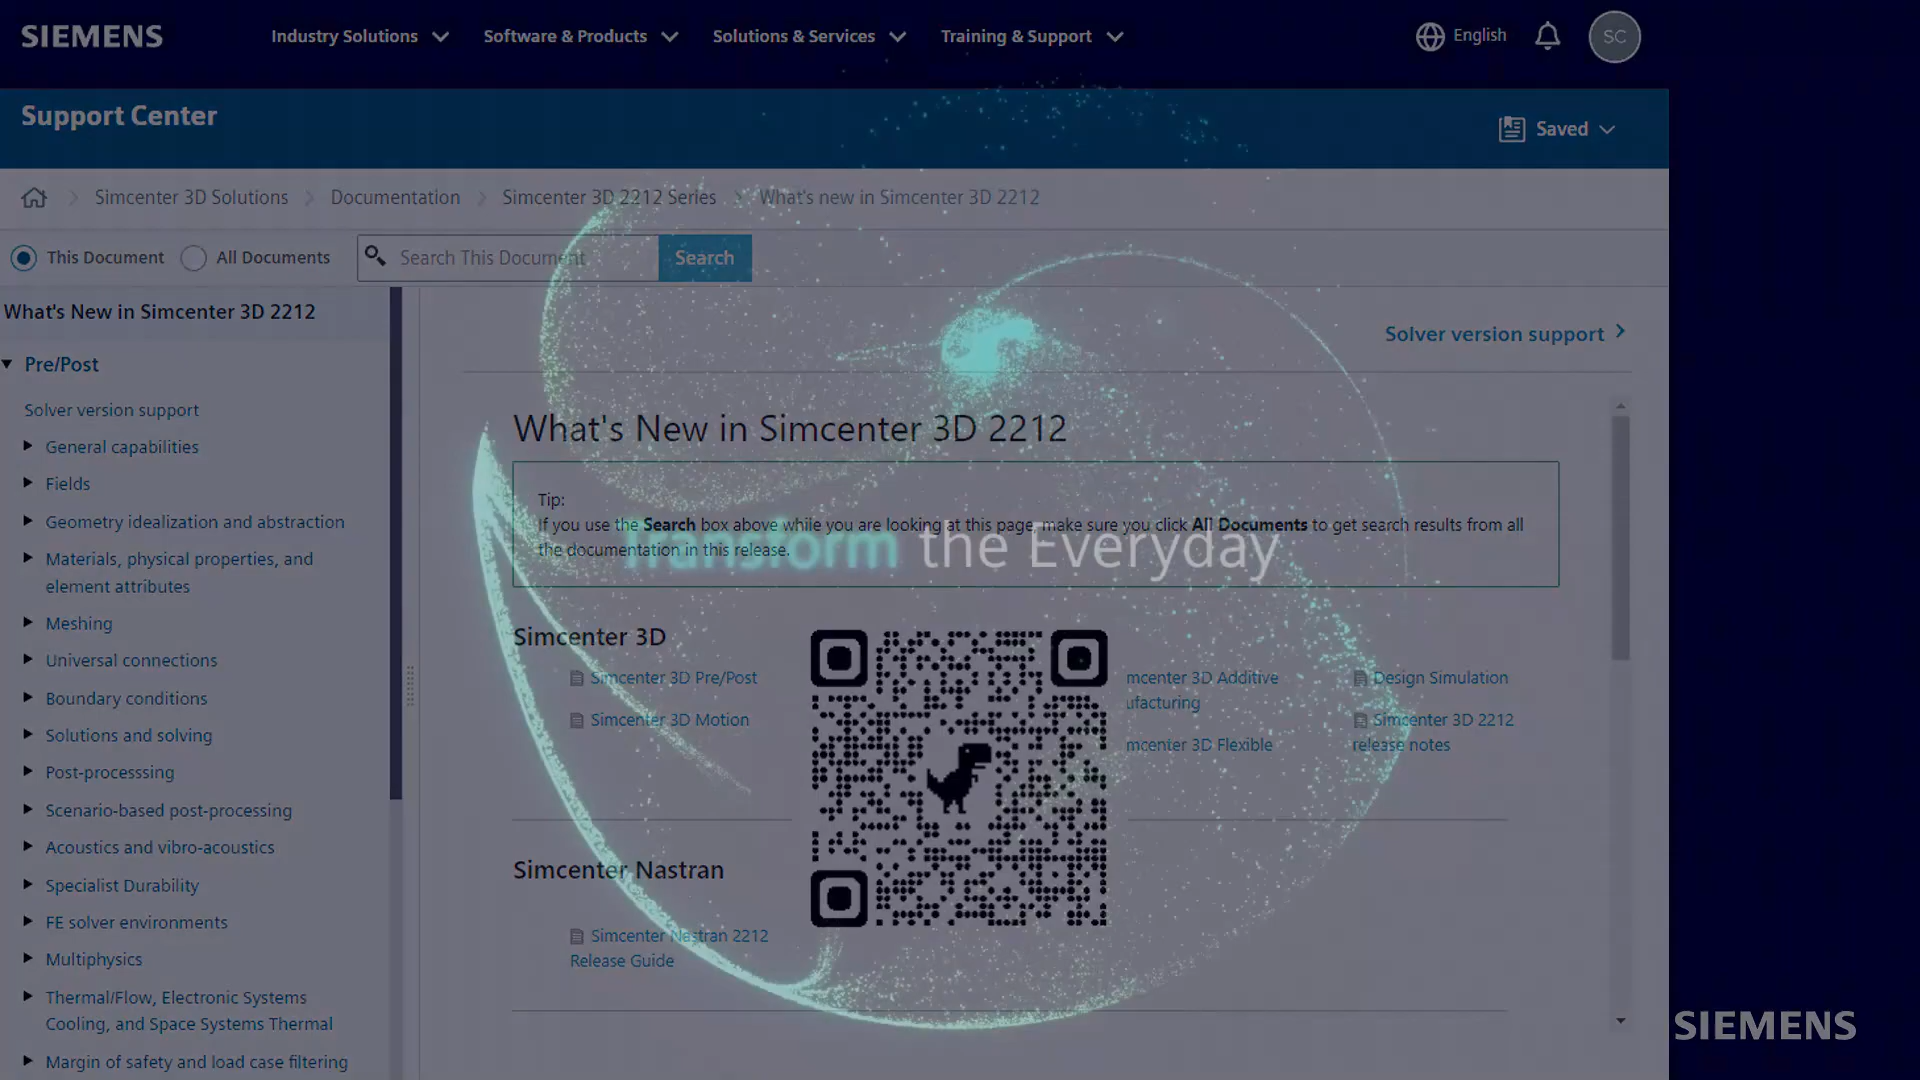 SIEMENS
Industry Solutions
Software & Products
Solutions & Services
Training & Support
English
SC
Support Center
Saved
Simcenter 3D Solutions
Documentation
Simcenter 3D 2212 Series
What's new in Simcenter 3D 2212
This Document
All Documents
Search This Document
Search
What's New in Simcenter 3D 2212
Pre/Post
Solver version support
General capabilities
Fields
Geometry idealization and abstraction
Materials, physical properties, and
element attributes
Meshing
Universal connections
Boundary conditions
Solutions and solving
Post-processsing
Scenario-based post-processing
Acoustics and vibro-acoustics
Specialist Durability
FE solver environments
Multiphysics
Thermal/Flow, Electronic Systems
Cooling, and Space Systems Thermal
Margin of safety and load case filtering
Solver version support
What's New in Simcenter 3D 2212
Tip:
If you use the Search box above while you are looking at this page, make sure you click All Documents to get search results from all
the documentation in this release.
Transform the Everyday
Simcenter 3D
Simcenter 3D Pre/Post
Simcenter 3D Motion
mcenter 3D Additive
ufacturing
mcenter 3D Flexible
Design Simulation
Simcenter 3D 2212
release notes
Simcenter Nastran
Simcenter Nastran 2212
Release Guide
SIEMENS